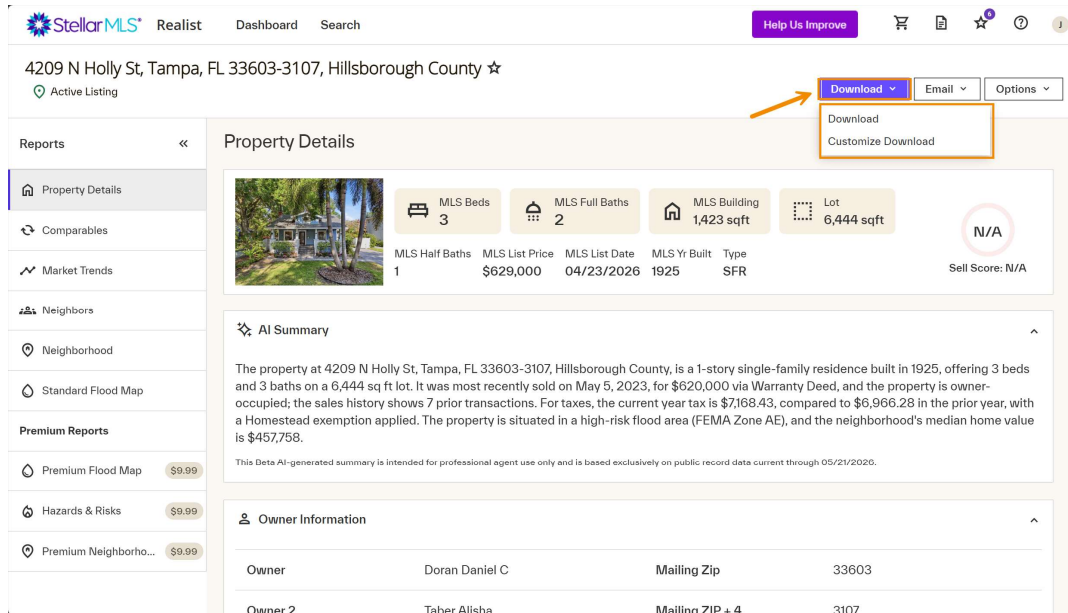 StellarMLS® Realist Dashboard Search Help Us Improve 6 J
4209 N Holly St, Tampa, FL 33603-3107, Hillsborough County
Active Listing
Download Email Options
Download
Customize Download
Reports «
Property Details
Comparables
Market Trends
Neighbors
Neighborhood
Standard Flood Map
Premium Reports
Premium Flood Map $9.99
Hazards & Risks $9.99
Premium Neighborho... $9.99
Property Details
MLS Beds
3
MLS Full Baths
2
MLS Building
1,423 sqft
Lot
6,444 sqft
MLS Half Baths MLS List Price MLS List Date MLS Yr Built Type
1 $629,000 04/23/2026 1925 SFR
N/A
Sell Score: N/A
AI Summary
The property at 4209 N Holly St, Tampa, FL 33603-3107, Hillsborough County, is a 1-story single-family residence built in 1925, offering 3 beds
and 3 baths on a 6,444 sq ft lot. It was most recently sold on May 5, 2023, for $620,000 via Warranty Deed, and the property is owner-
occupied; the sales history shows 7 prior transactions. For taxes, the current year tax is $7,168.43, compared to $6,966.28 in the prior year, with
a Homestead exemption applied. The property is situated in a high-risk flood area (FEMA Zone AE), and the neighborhood's median home value
is $457,758.
This Beta AI-generated summary is intended for professional agent use only and is based exclusively on public record data current through 05/21/2026.
Owner Information
Owner Doran Daniel C Mailing Zip 33603
Owner 2 Taber Alisha Mailing ZIP + 4 3107